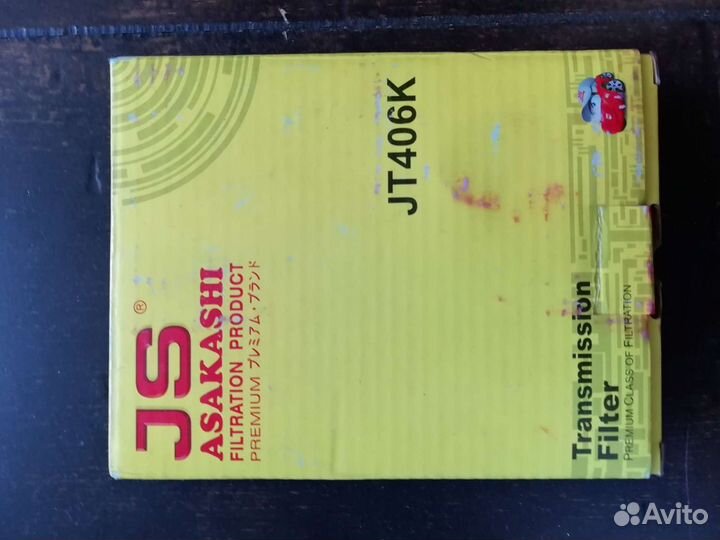 JS®
ASAKASHI
FILTRATION PRODUCT
PREMIUM プレミアム・ブランド
JT406K
Transmission
Filter
PREMIUM CLASS OF FILTRATION
Avito